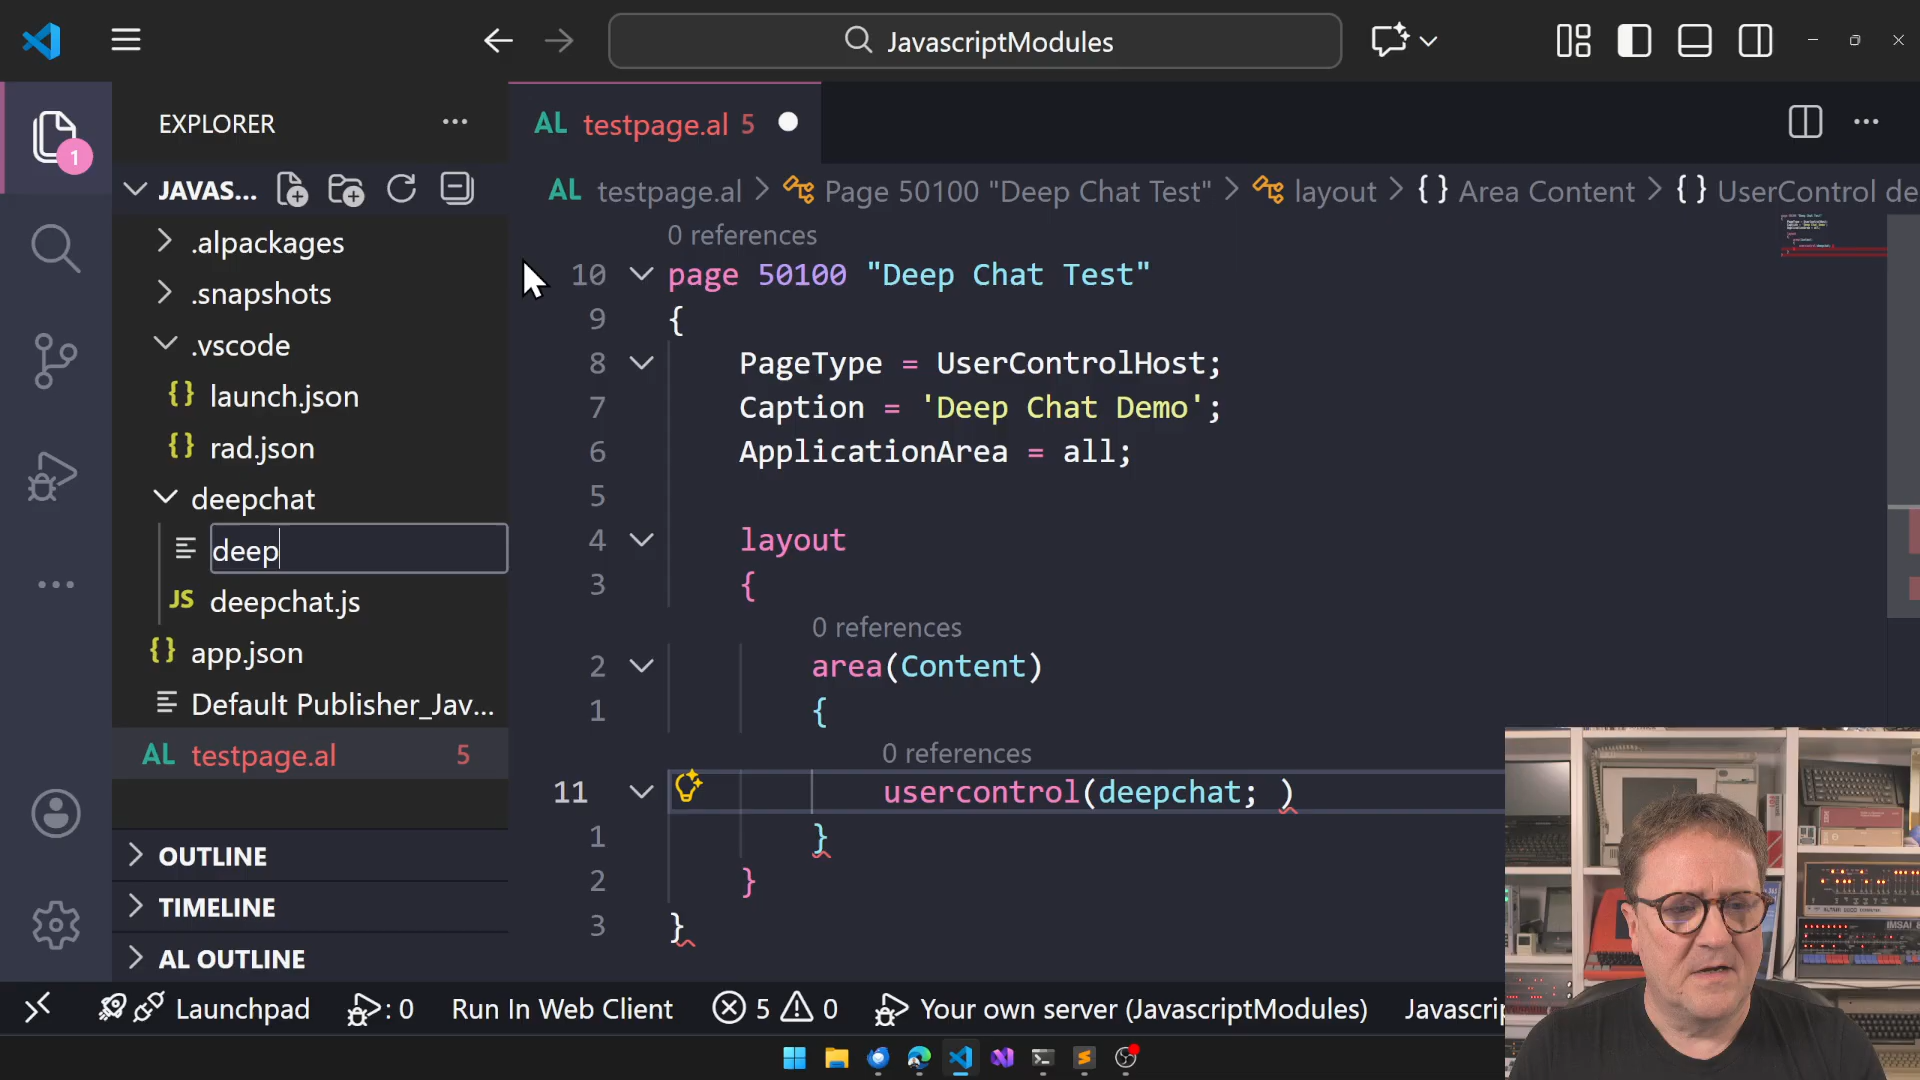 JavascriptModules
EXPLORER
JAVAS...
.alpackages
.snapshots
.vscode
launch.json
rad.json
deepchat
deep
JS deepchat.js
app.json
Default Publisher_Jav...
AL testpage.al 5
OUTLINE
TIMELINE
AL OUTLINE
1
AL testpage.al 5
AL testpage.al > Page 50100 "Deep Chat Test" > layout > {} Area Content > {} UserControl de
0 references
10 page 50100 "Deep Chat Test"
9 {
8 PageType = UserControlHost;
7 Caption = 'Deep Chat Demo';
6 ApplicationArea = all;
5
4 layout
3 {
0 references
2 area(Content)
1 {
0 references
11 usercontrol(deepchat; )
1 }
2 }
3 }
Launchpad : 0 Run In Web Client 5 0 Your own server (JavascriptModules) Javascrip